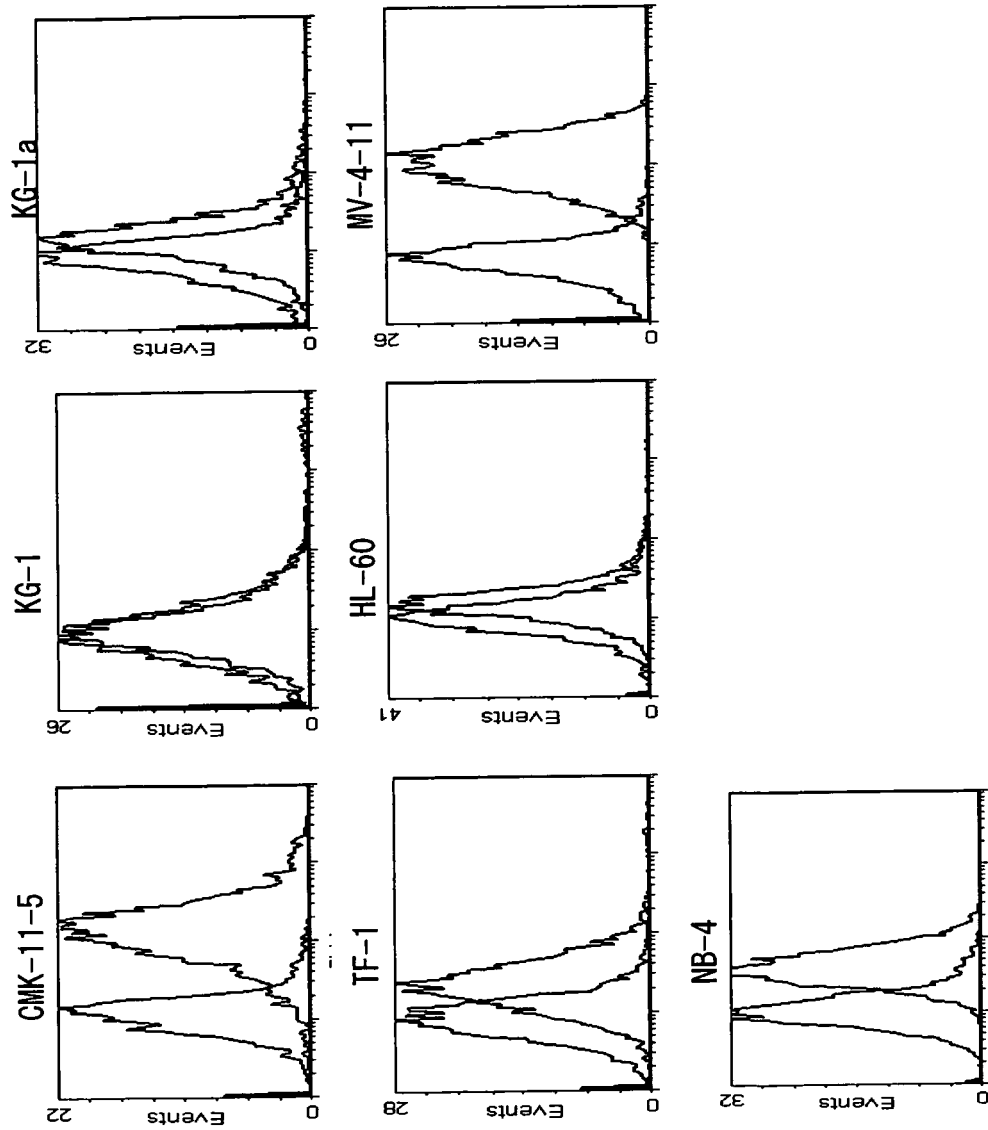 CMK-11-5
22
Events
0
KG-1
26
Events
0
KG-1a
32
Events
0
TF-1
28
Events
0
HL-60
41
Events
0
MV-4-11
26
Events
0
NB-4
32
Events
0